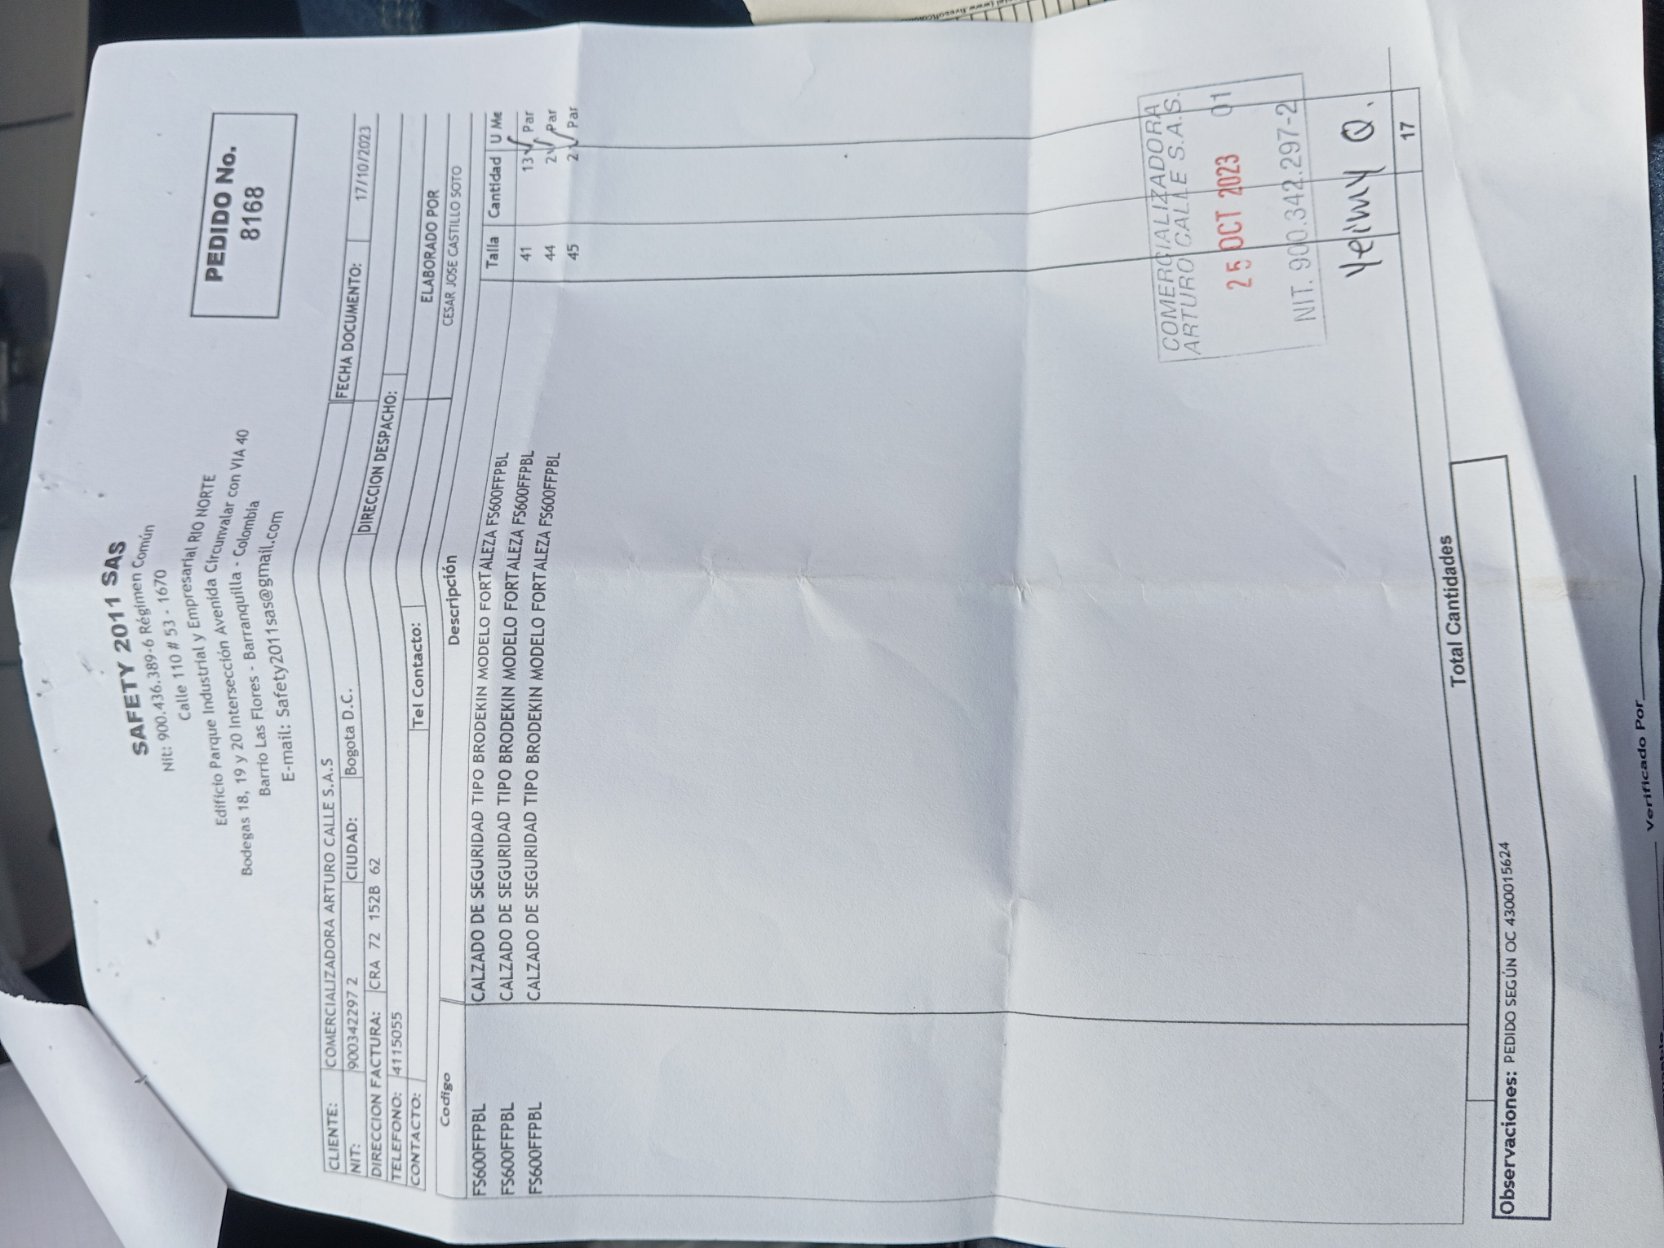 SAFETY 2011 SAS
Nit: 900.436.389-6 Régimen Común
Calle 110 # 53 - 1670
Edificio Parque Industrial y Empresarial RIO NORTE
Bodegas 18, 19 y 20 Intersección Avenida Circunvalar con VIA 40
Barrio Las Flores - Barranquilla - Colombia
E-mail: Safety2011sas@gmail.com
PEDIDO No.
8168
CLIENTE: COMERCIALIZADORA ARTURO CALLE S.A.S FECHA DOCUMENTO: 17/10/2023
NIT: 900342297 2 CIUDAD: Bogota D.C.
DIRECCION FACTURA: CRA 72 152B 62 DIRECCION DESPACHO:
TELEFONO: 4115055
CONTACTO: Tel Contacto: ELABORADO POR
CESAR JOSE CASTILLO SOTO
Codigo Descripción Talla Cantidad U Me
FS600FFPBL CALZADO DE SEGURIDAD TIPO BRODEKIN MODELO FORTALEZA FS600FFPBL 41 13 Par
FS600FFPBL CALZADO DE SEGURIDAD TIPO BRODEKIN MODELO FORTALEZA FS600FFPBL 44 2 Par
FS600FFPBL CALZADO DE SEGURIDAD TIPO BRODEKIN MODELO FORTALEZA FS600FFPBL 45 2 Par
COMERCIALIZADORA
ARTURO CALLE S.A.S.
25 OCT 2023 01
NIT. 900.342.297-2
Yeimy Q.
Total Cantidades 17
Observaciones: PEDIDO SEGÚN OC 4300015624
Verificado Por